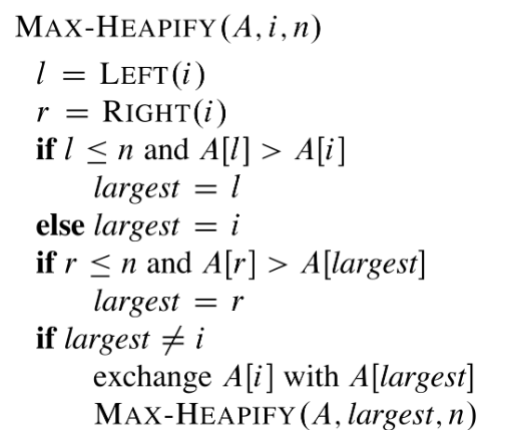 MAX-HEAPIFY(A, i, n)
l = LEFT(i)
r = RIGHT(i)
if l ≤ n and A[l] > A[i]
largest = l
else largest = i
if r ≤ n and A[r] > A[largest]
largest = r
if largest ≠ i
exchange A[i] with A[largest]
MAX-HEAPIFY(A, largest, n)